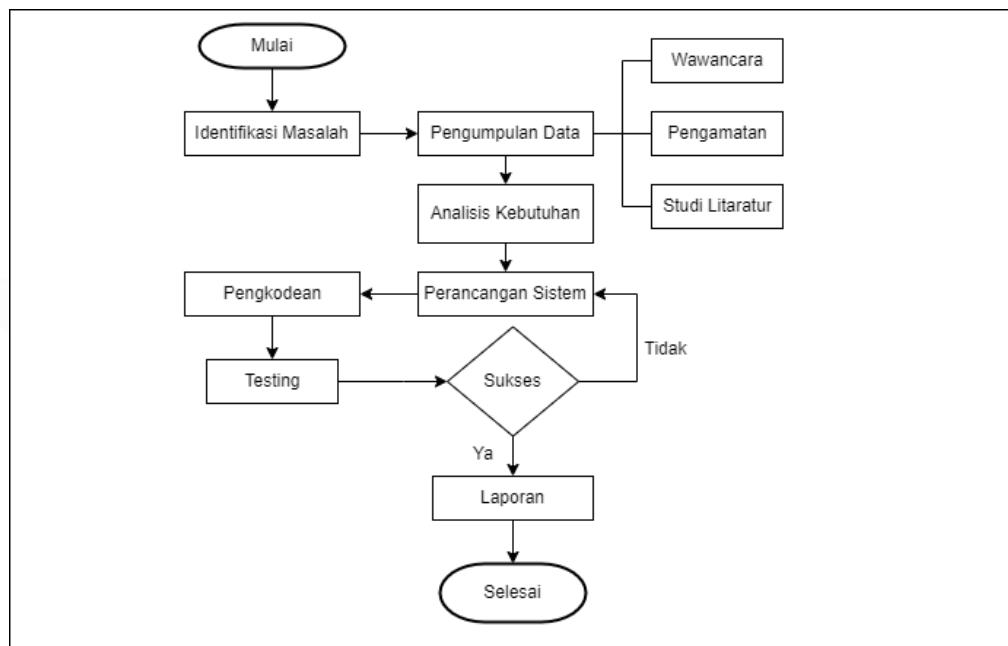 Mulai
Wawancara
Identifikasi Masalah
Pengumpulan Data
Pengamatan
Analisis Kebutuhan
Studi Litaratur
Pengkodean
Perancangan Sistem
Tidak
Testing
Sukses
Ya
Laporan
Selesai